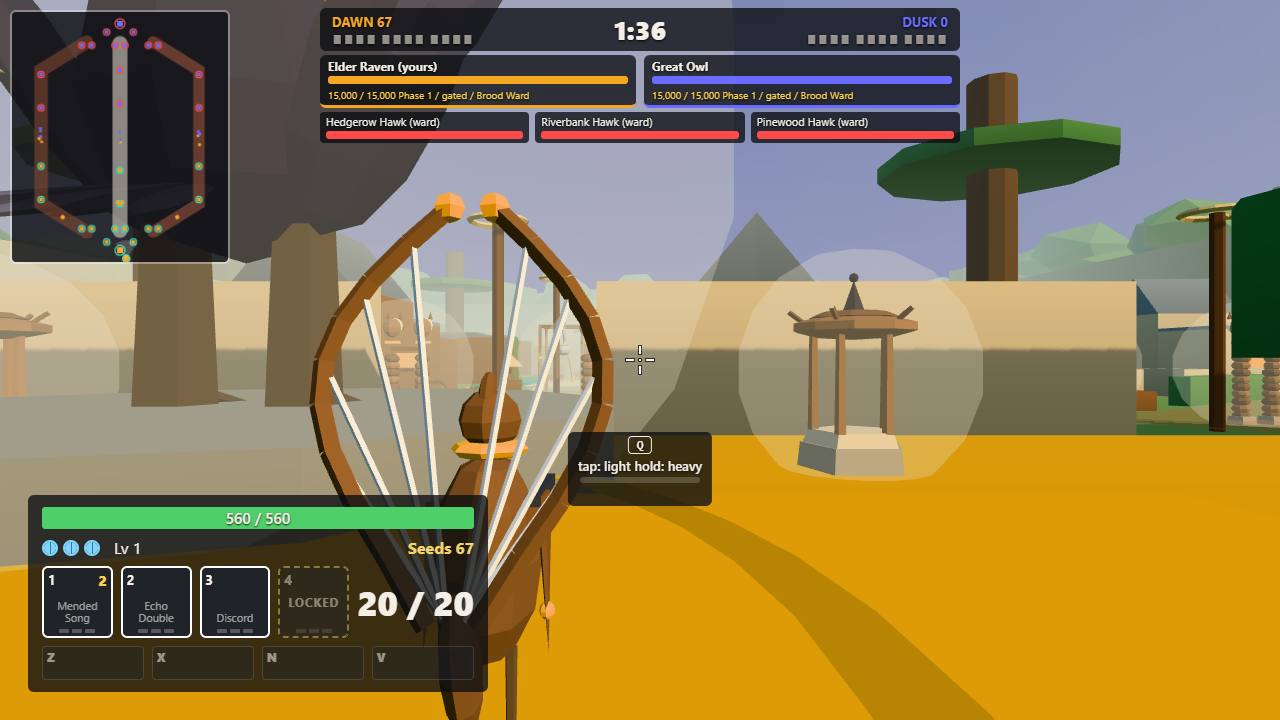 DAWN 67
1:36
DUSK 0
Elder Raven (yours)
15,000 / 15,000 Phase 1 / gated / Brood Ward
Great Owl
15,000 / 15,000 Phase 1 / gated / Brood Ward
Hedgerow Hawk (ward)
Riverbank Hawk (ward)
Pinewood Hawk (ward)
Q
tap: light hold: heavy
560 / 560
Lv 1
Seeds 67
1
2
Mended
Song
2
Echo
Double
3
Discord
4
LOCKED
20 / 20
Z
X
N
V